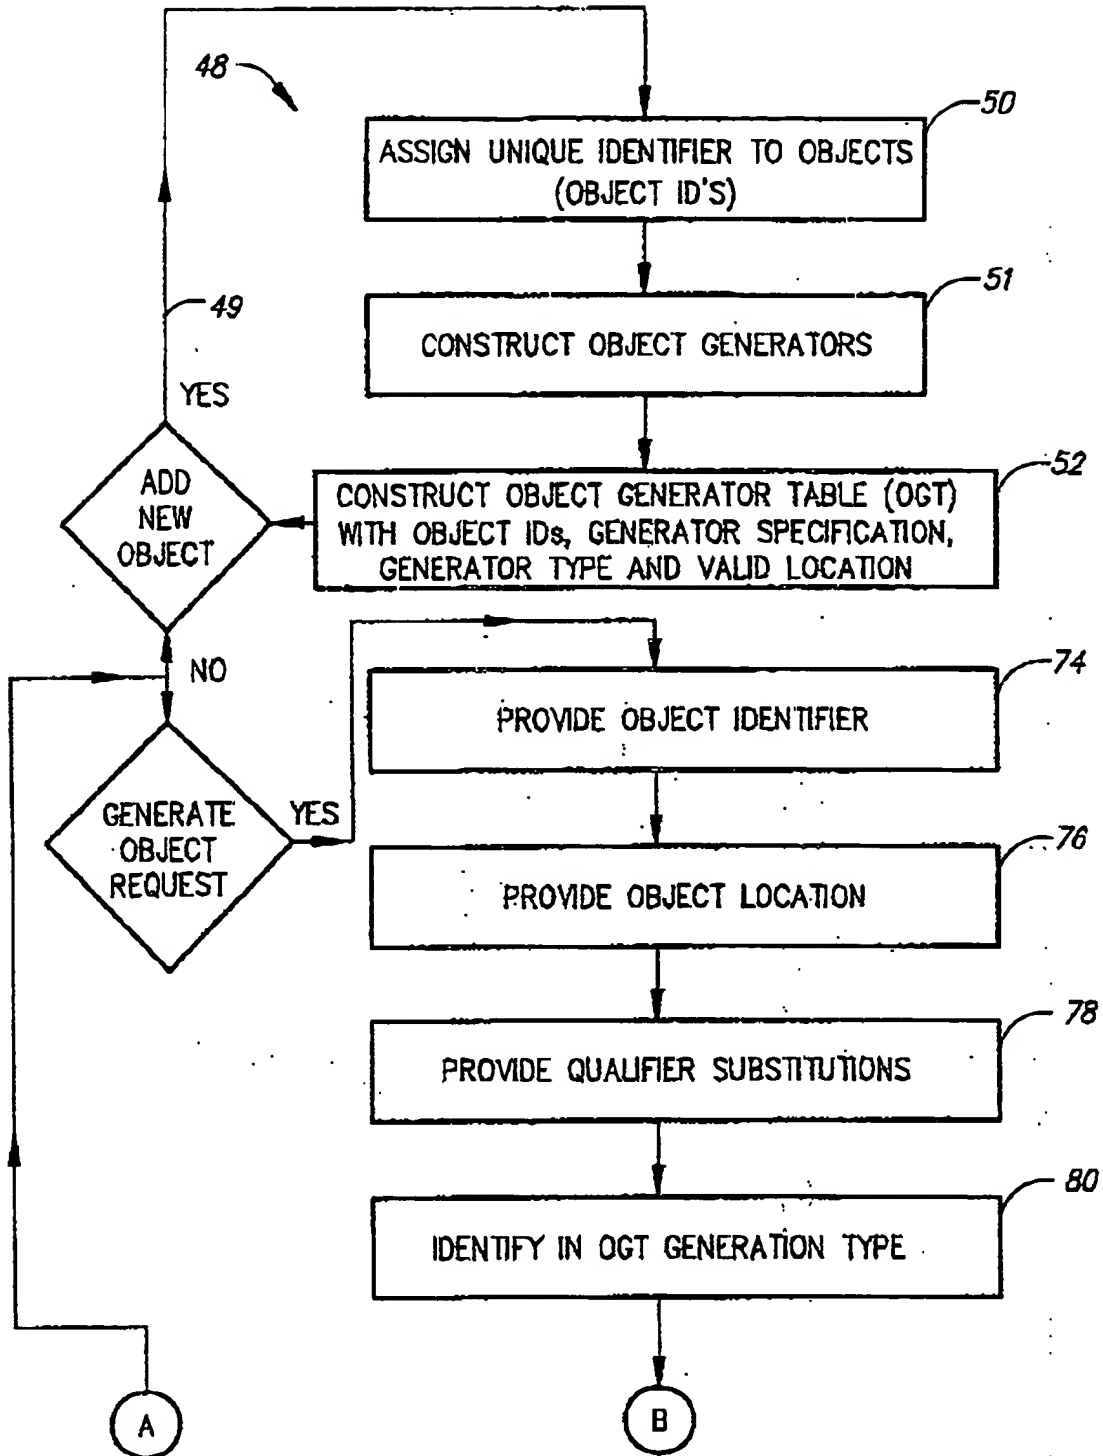 48
50
ASSIGN UNIQUE IDENTIFIER TO OBJECTS
(OBJECT ID'S)
51
CONSTRUCT OBJECT GENERATORS
49
YES
ADD
NEW
OBJECT
52
CONSTRUCT OBJECT GENERATOR TABLE (OGT)
WITH OBJECT IDs, GENERATOR SPECIFICATION,
GENERATOR TYPE AND VALID LOCATION
NO
74
PROVIDE OBJECT IDENTIFIER
GENERATE
OBJECT
REQUEST
YES
76
PROVIDE OBJECT LOCATION
78
PROVIDE QUALIFIER SUBSTITUTIONS
80
IDENTIFY IN OGT GENERATION TYPE
A
B